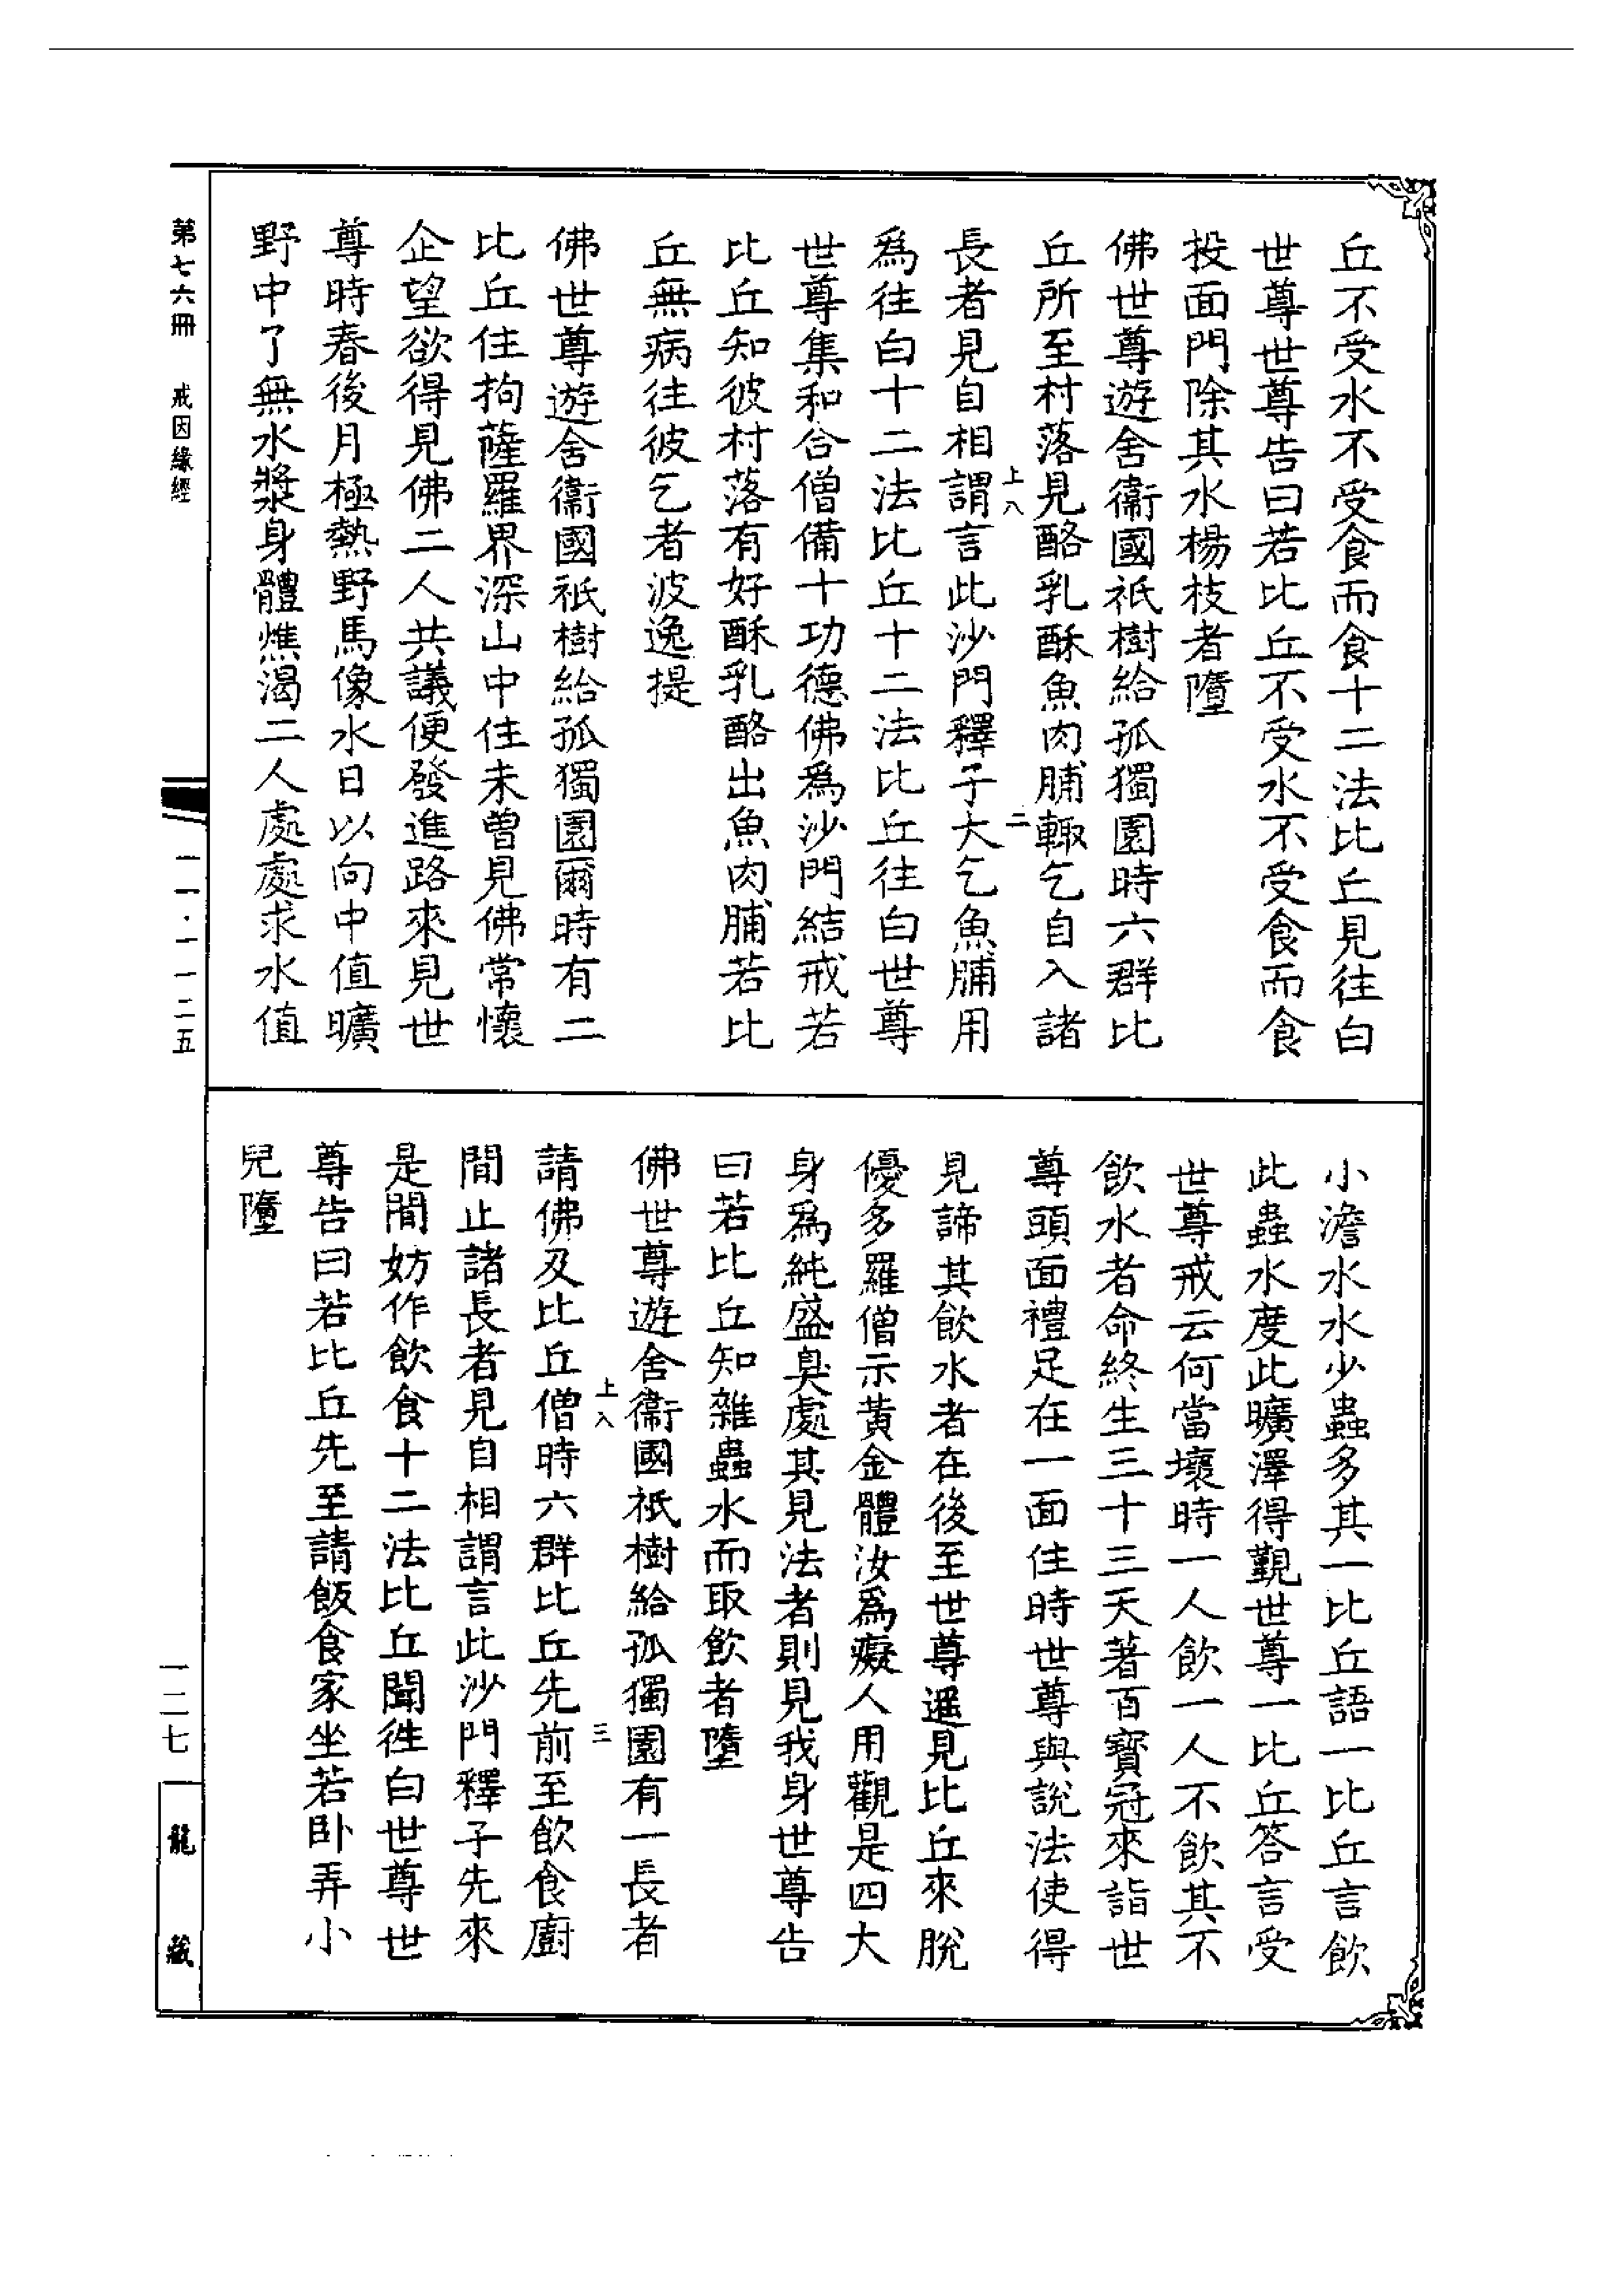 丘不受水不受食而食十二法比丘見往白
世尊世尊告曰若比丘不受水不受食而食
投面門除其水楊枝者墮
佛世尊遊舍衞國祇樹給孤獨園時六群比
丘所至村落見酪乳酥魚肉脯輙乞自入諸
上八
二
長者見自相謂言此沙門釋子大乞魚脯用
爲往白十二法比丘十二法比丘往白世尊
世尊集和合僧備十功德佛爲沙門結戒若
比丘知彼村落有好酥乳酪出魚肉脯若比
丘無病往彼乞者波逸提
佛世尊遊舍衞國祇樹給孤獨園爾時有二
比丘住拘薩羅界深山中住未曾見佛常懷
企望欲得見佛二人共議便發進路來見世
尊時春後月極熱野馬像水日以向中值曠
野中了無水漿身體燋渴二人處處求水值
小澹水水少蟲多其一比丘語一比丘言飲
此蟲水度此曠澤得覲世尊一比丘答言受
世尊戒云何當壞時一人飲一人不飲其不
飲水者命終生三十三天著百寶冠來詣世
尊頭面禮足在一面住時世尊與說法使得
見諦其飲水者在後至世尊遥見比丘來脫
優多羅僧示黃金體汝爲癡人用觀是四大
身爲純盛臭處其見法者則見我身世尊告
曰若比丘知雜蟲水而取飲者墮
佛世尊遊舍衞國祇樹給孤獨園有一長者
上八
三
請佛及比丘僧時六群比丘先前至飲食廚
間止諸長者見自相謂言此沙門釋子先來
是間妨作飲食十二法比丘聞徃白世尊世
尊告曰若比丘先至請飯食家坐若卧弄小
兒墮
第七六冊 戒因緣經
一一·一一二五
一二七
龍藏